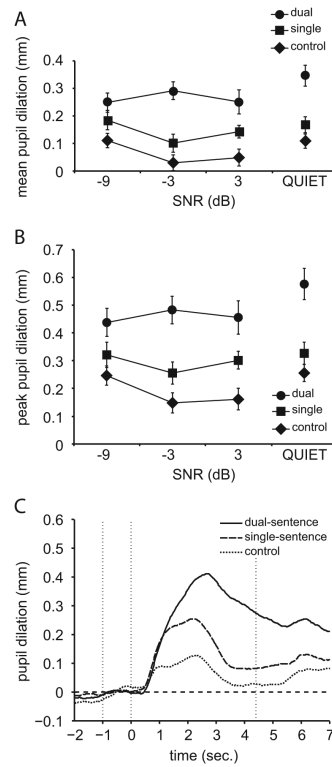 A
dual
single
control
mean pupil dilation (mm)
0.4
0.3
0.2
0.1
0
-9 -3 3 QUIET
SNR (dB)
B
peak pupil dilation (mm)
0.7
0.6
0.5
0.4
0.3
0.2
0.1
0
dual
single
control
-9 -3 3 QUIET
SNR (dB)
C
pupil dilation (mm)
0.6
0.5
0.4
0.3
0.2
0.1
0
−0.1
dual-sentence
single-sentence
control
−2 −1 0 1 2 3 4 5 6 7
time (sec.)